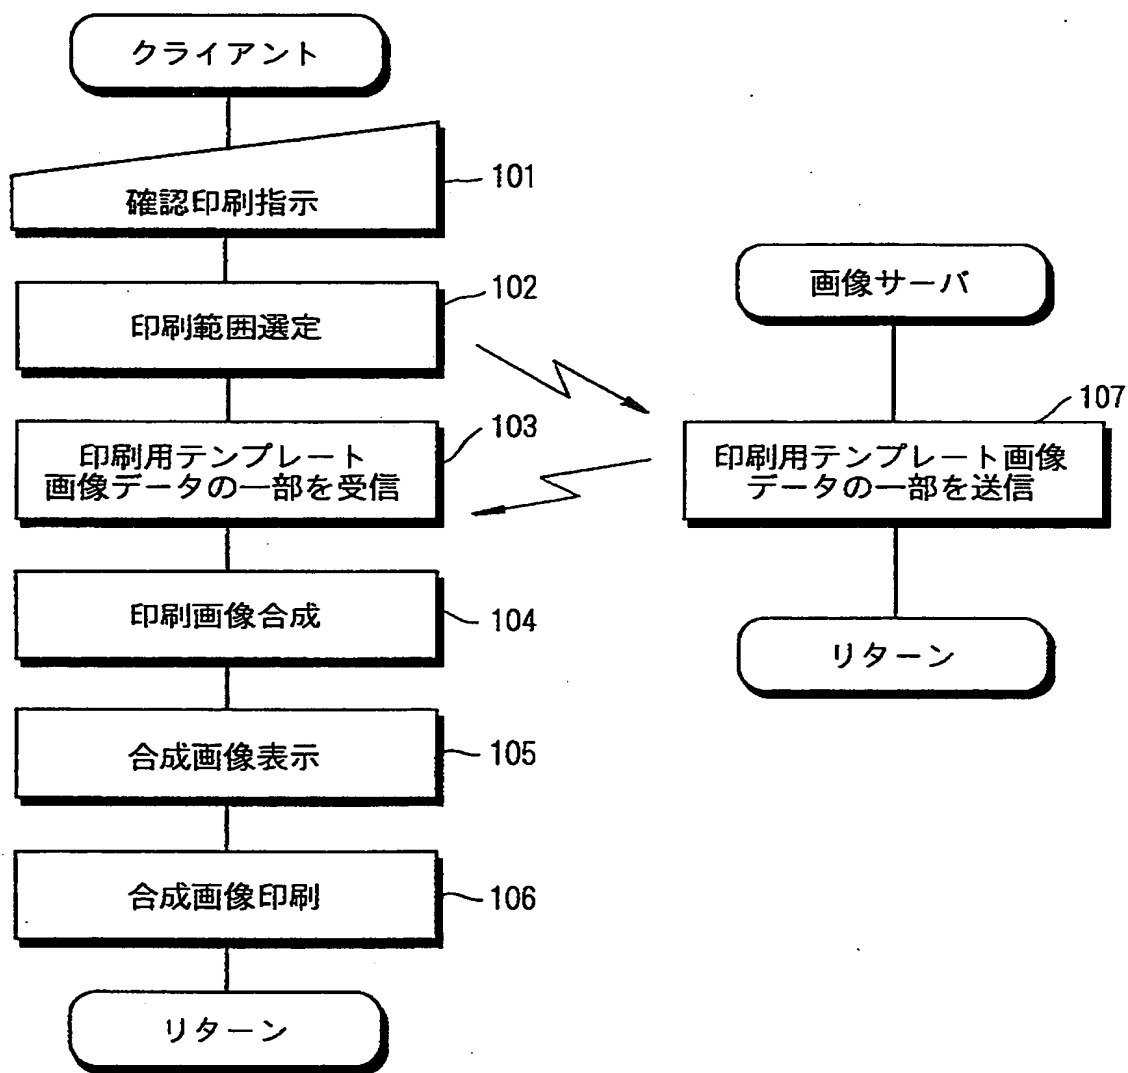 クライアント
確認印刷指示
101
印刷範囲選定
102
印刷用テンプレート
画像データの一部を受信
103
印刷画像合成
104
合成画像表示
105
合成画像印刷
106
リターン
画像サーバ
印刷用テンプレート画像
データの一部を送信
107
リターン